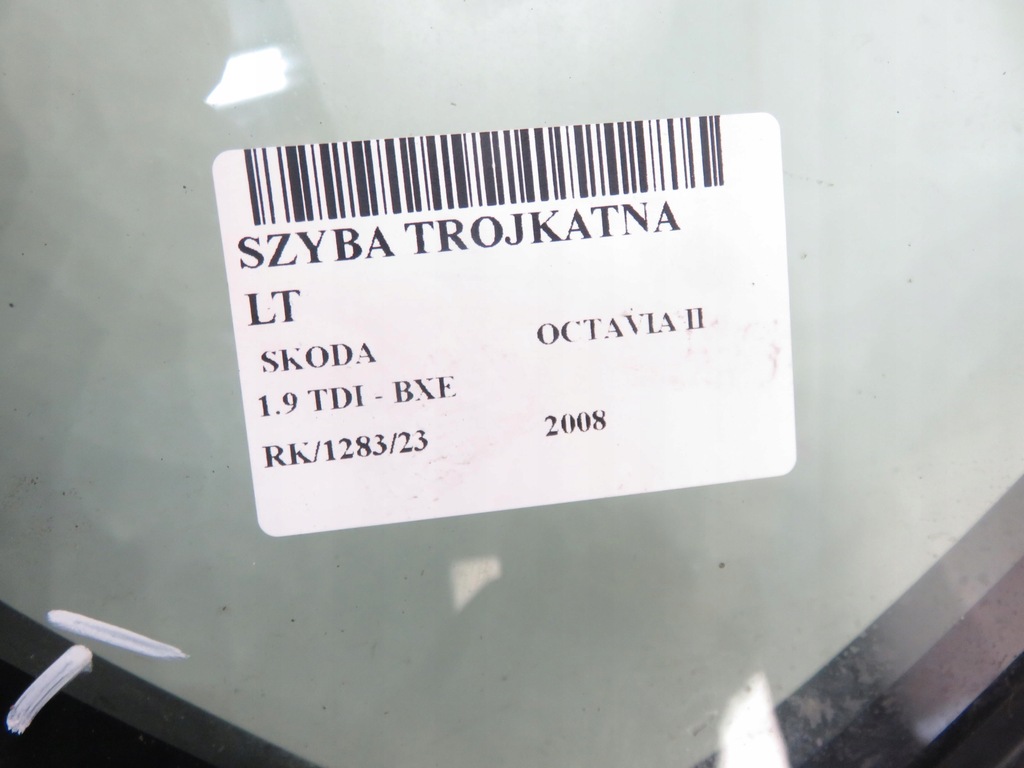 SZYBA TROJKATNA
LT
SKODA OCTAVIA II
1.9 TDI - BXE
RK/1283/23 2008